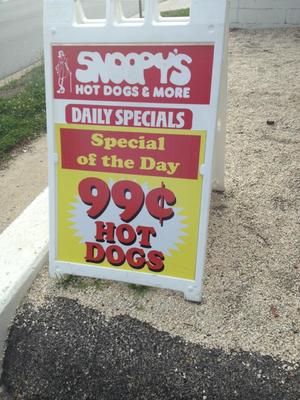 SNOOPY'S
HOT DOGS & MORE
DAILY SPECIALS
Special
of the Day
99¢
HOT
DOGS